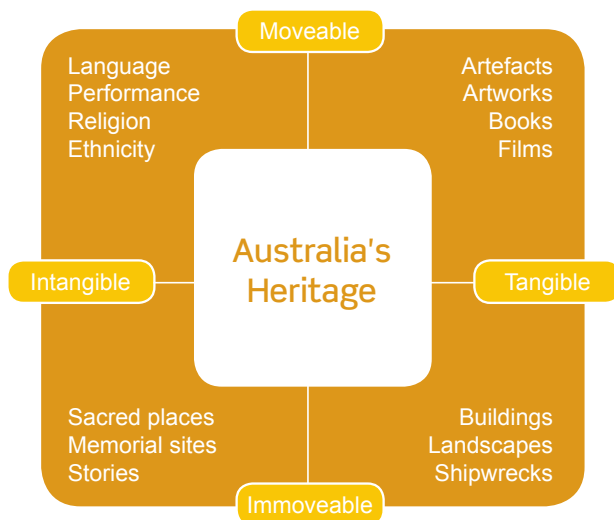 Moveable
Language
Performance
Religion
Ethnicity
Artefacts
Artworks
Books
Films
Australia's
Heritage
Intangible
Tangible
Sacred places
Memorial sites
Stories
Buildings
Landscapes
Shipwrecks
Immoveable